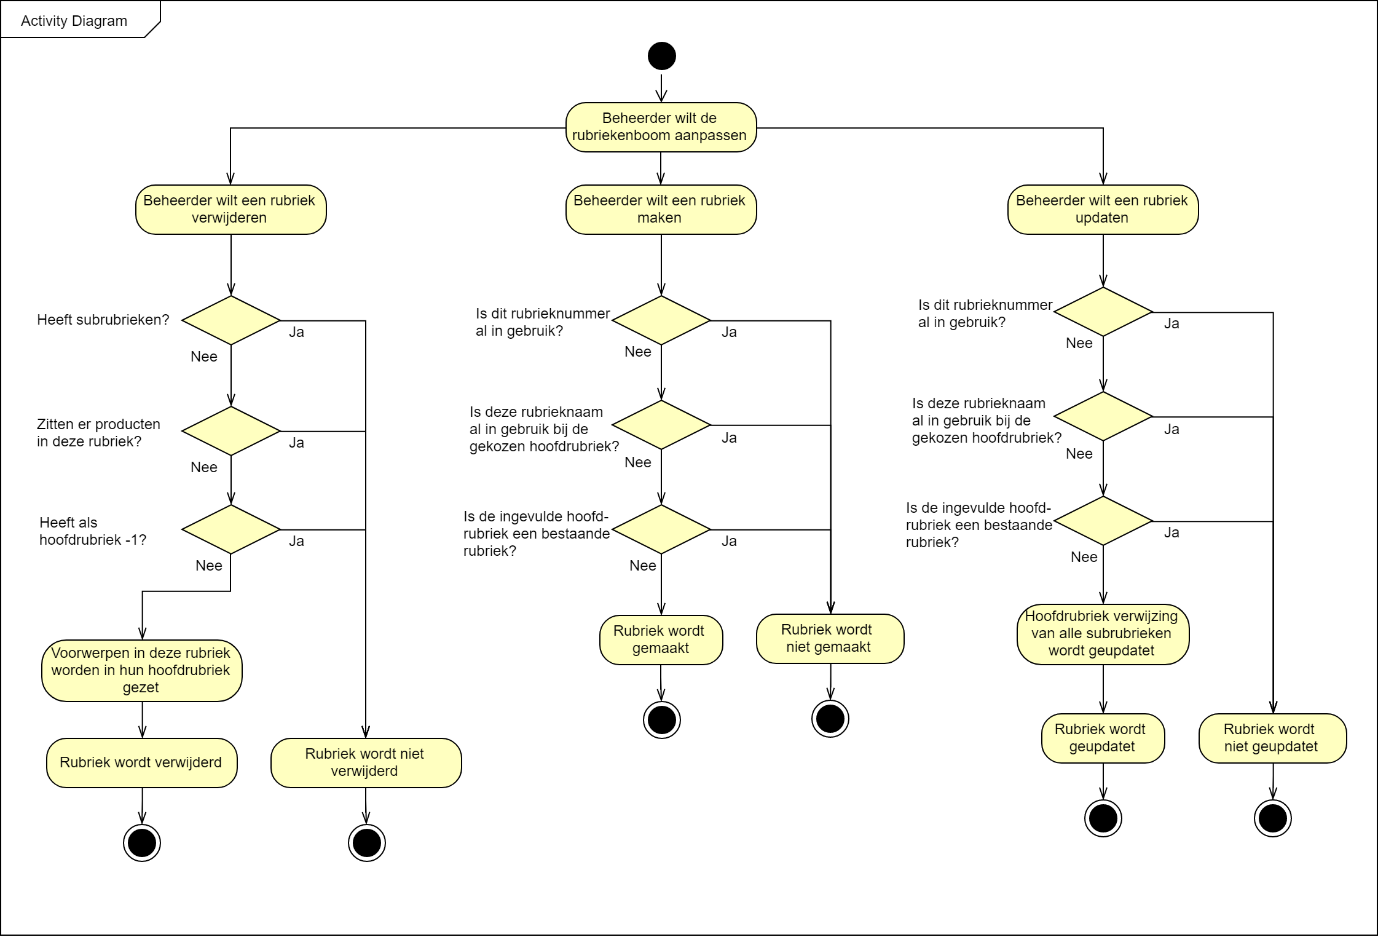 Activity Diagram
Beheerder wilt de
rubriekenboom aanpassen
Beheerder wilt een rubriek
verwijderen
Heeft subrubrieken?
Ja
Nee
Zitten er producten
in deze rubriek?
Ja
Nee
Heeft als
hoofdrubriek -1?
Ja
Nee
Voorwerpen in deze rubriek
worden in hun hoofdrubriek
gezet
Rubriek wordt verwijderd
Rubriek wordt niet
verwijderd
Beheerder wilt een rubriek
maken
Is dit rubrieknummer
al in gebruik?
Ja
Nee
Is deze rubrieknaam
al in gebruik bij de
gekozen hoofdrubriek?
Ja
Nee
Is de ingevulde hoofd-
rubriek een bestaande
rubriek?
Ja
Nee
Rubriek wordt
gemaakt
Rubriek wordt
niet gemaakt
Beheerder wilt een rubriek
updaten
Is dit rubrieknummer
al in gebruik?
Ja
Nee
Is deze rubrieknaam
al in gebruik bij de
gekozen hoofdrubriek?
Ja
Nee
Is de ingevulde hoofd-
rubriek een bestaande
rubriek?
Ja
Nee
Hoofdrubriek verwijzing
van alle subrubrieken
wordt geupdatet
Rubriek wordt
geupdatet
Rubriek wordt
niet geupdatet